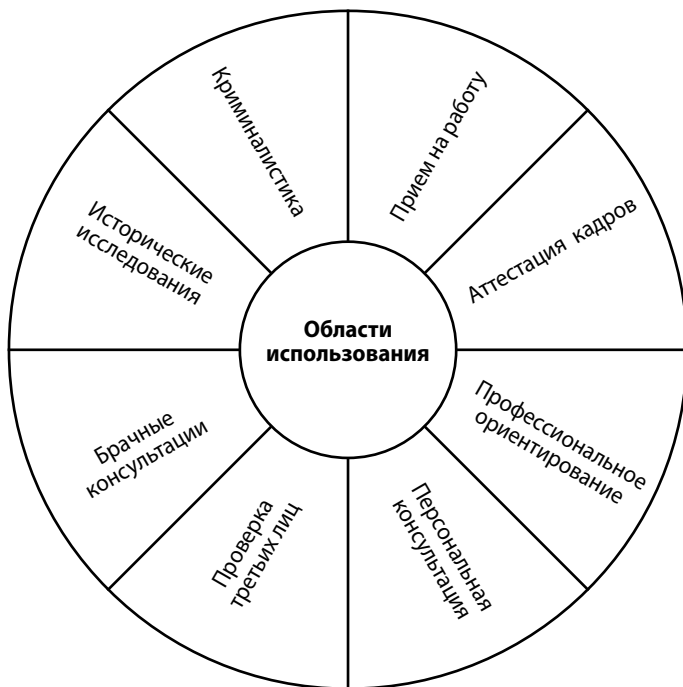 Области
использования
Прием на работу
Аттестация кадров
Профессиональное
ориентирование
Персональная
консультация
Проверка
третьих лиц
Брачные
консультации
Исторические
исследования
Криминалистика